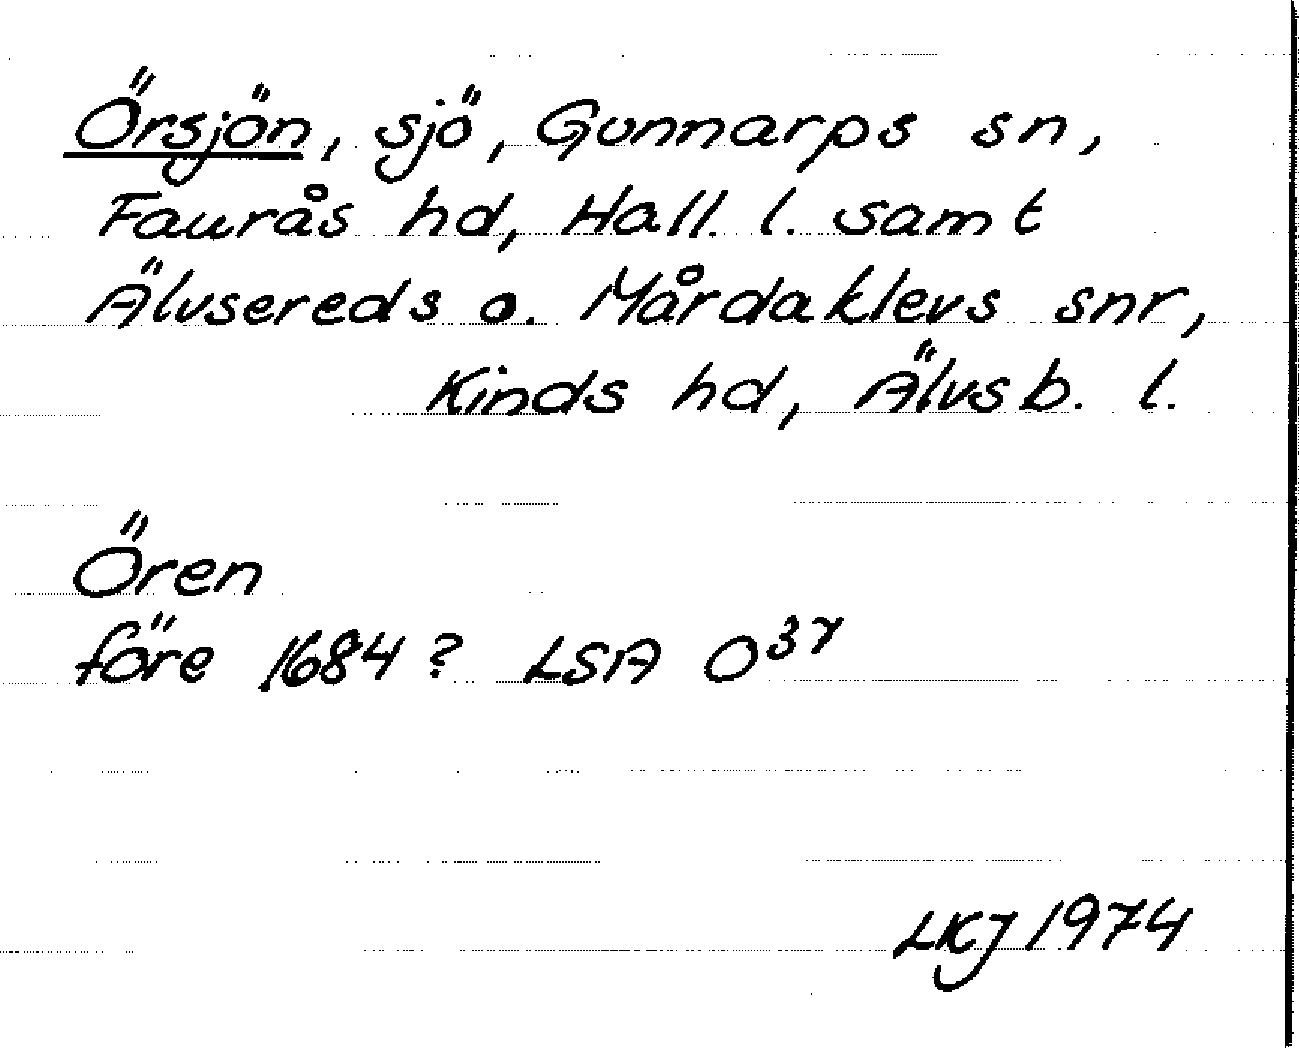 Örsjön, sjö, Gunnarps sn,
Faurås hd, Hall. l. samt
Älvsereds o. Mårdaklevs snr,
Kinds hd, Älvsb. l.
Ören
före 1684? LSA O³⁷
LKJ 1974